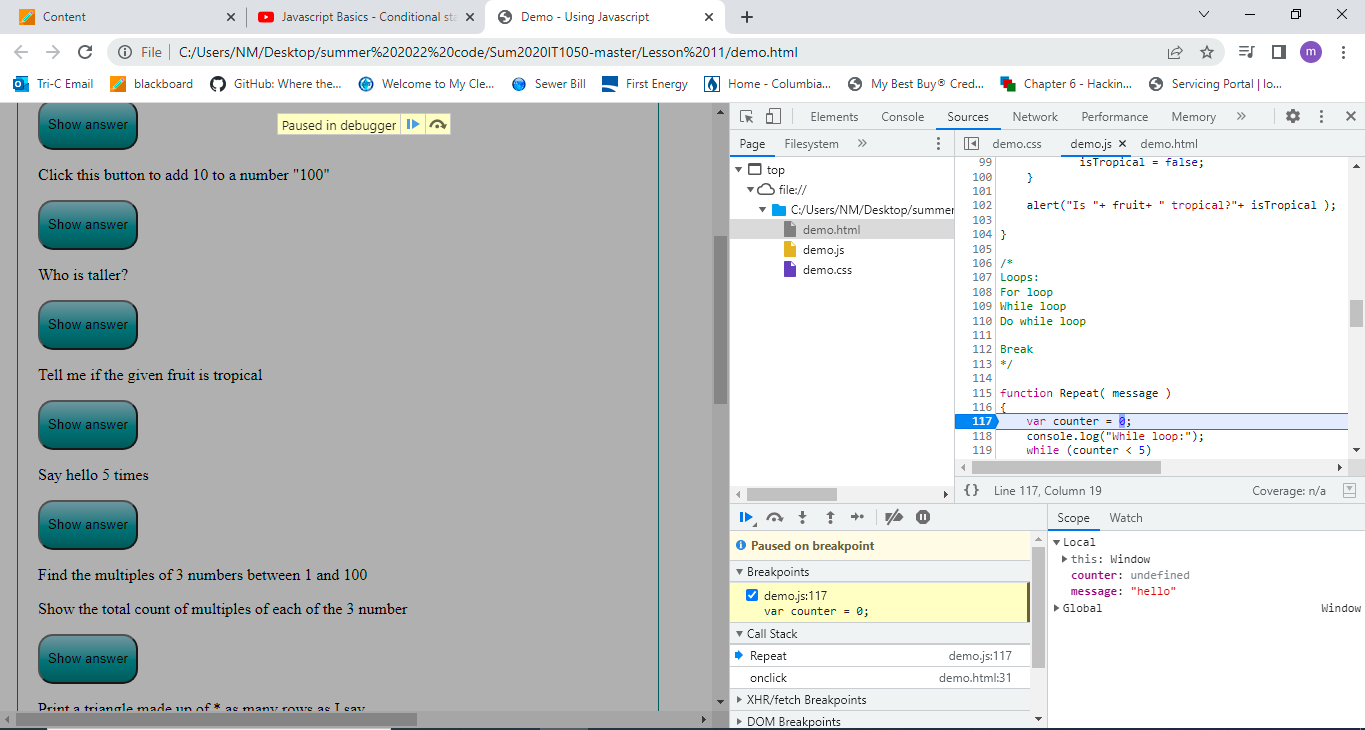 Content
Javascript Basics - Conditional sta
Demo - Using Javascript
File
C:/Users/NM/Desktop/summer%202022%20code/Sum2020IT1050-master/Lesson%2011/demo.html
m
Tri-C Email
blackboard
GitHub: Where the...
Welcome to My Cle...
Sewer Bill
First Energy
Home - Columbia...
My Best Buy® Cred...
Chapter 6 - Hackin...
Servicing Portal | lo...
Show answer
Paused in debugger
Click this button to add 10 to a number "100"
Show answer
Who is taller?
Show answer
Tell me if the given fruit is tropical
Show answer
Say hello 5 times
Show answer
Find the multiples of 3 numbers between 1 and 100
Show the total count of multiples of each of the 3 number
Show answer
Print a triangle made up of * as many rows as I say
Elements
Console
Sources
Network
Performance
Memory
Page
Filesystem
top
file://
C:/Users/NM/Desktop/summer
demo.html
demo.js
demo.css
demo.css
demo.js
demo.html
99 isTropical = false;
100 }
101
102 alert("Is "+ fruit+ " tropical?"+ isTropical );
103
104 }
105
106 /*
107 Loops:
108 For loop
109 While loop
110 Do while loop
111
112 Break
113 */
114
115 function Repeat( message )
116 {
117 var counter = 0;
118 console.log("While loop:");
119 while (counter < 5)
{} Line 117, Column 19
Coverage: n/a
Paused on breakpoint
Breakpoints
demo.js:117
var counter = 0;
Call Stack
Repeat demo.js:117
onclick demo.html:31
XHR/fetch Breakpoints
DOM Breakpoints
Scope
Watch
Local
this: Window
counter: undefined
message: "hello"
Global Window